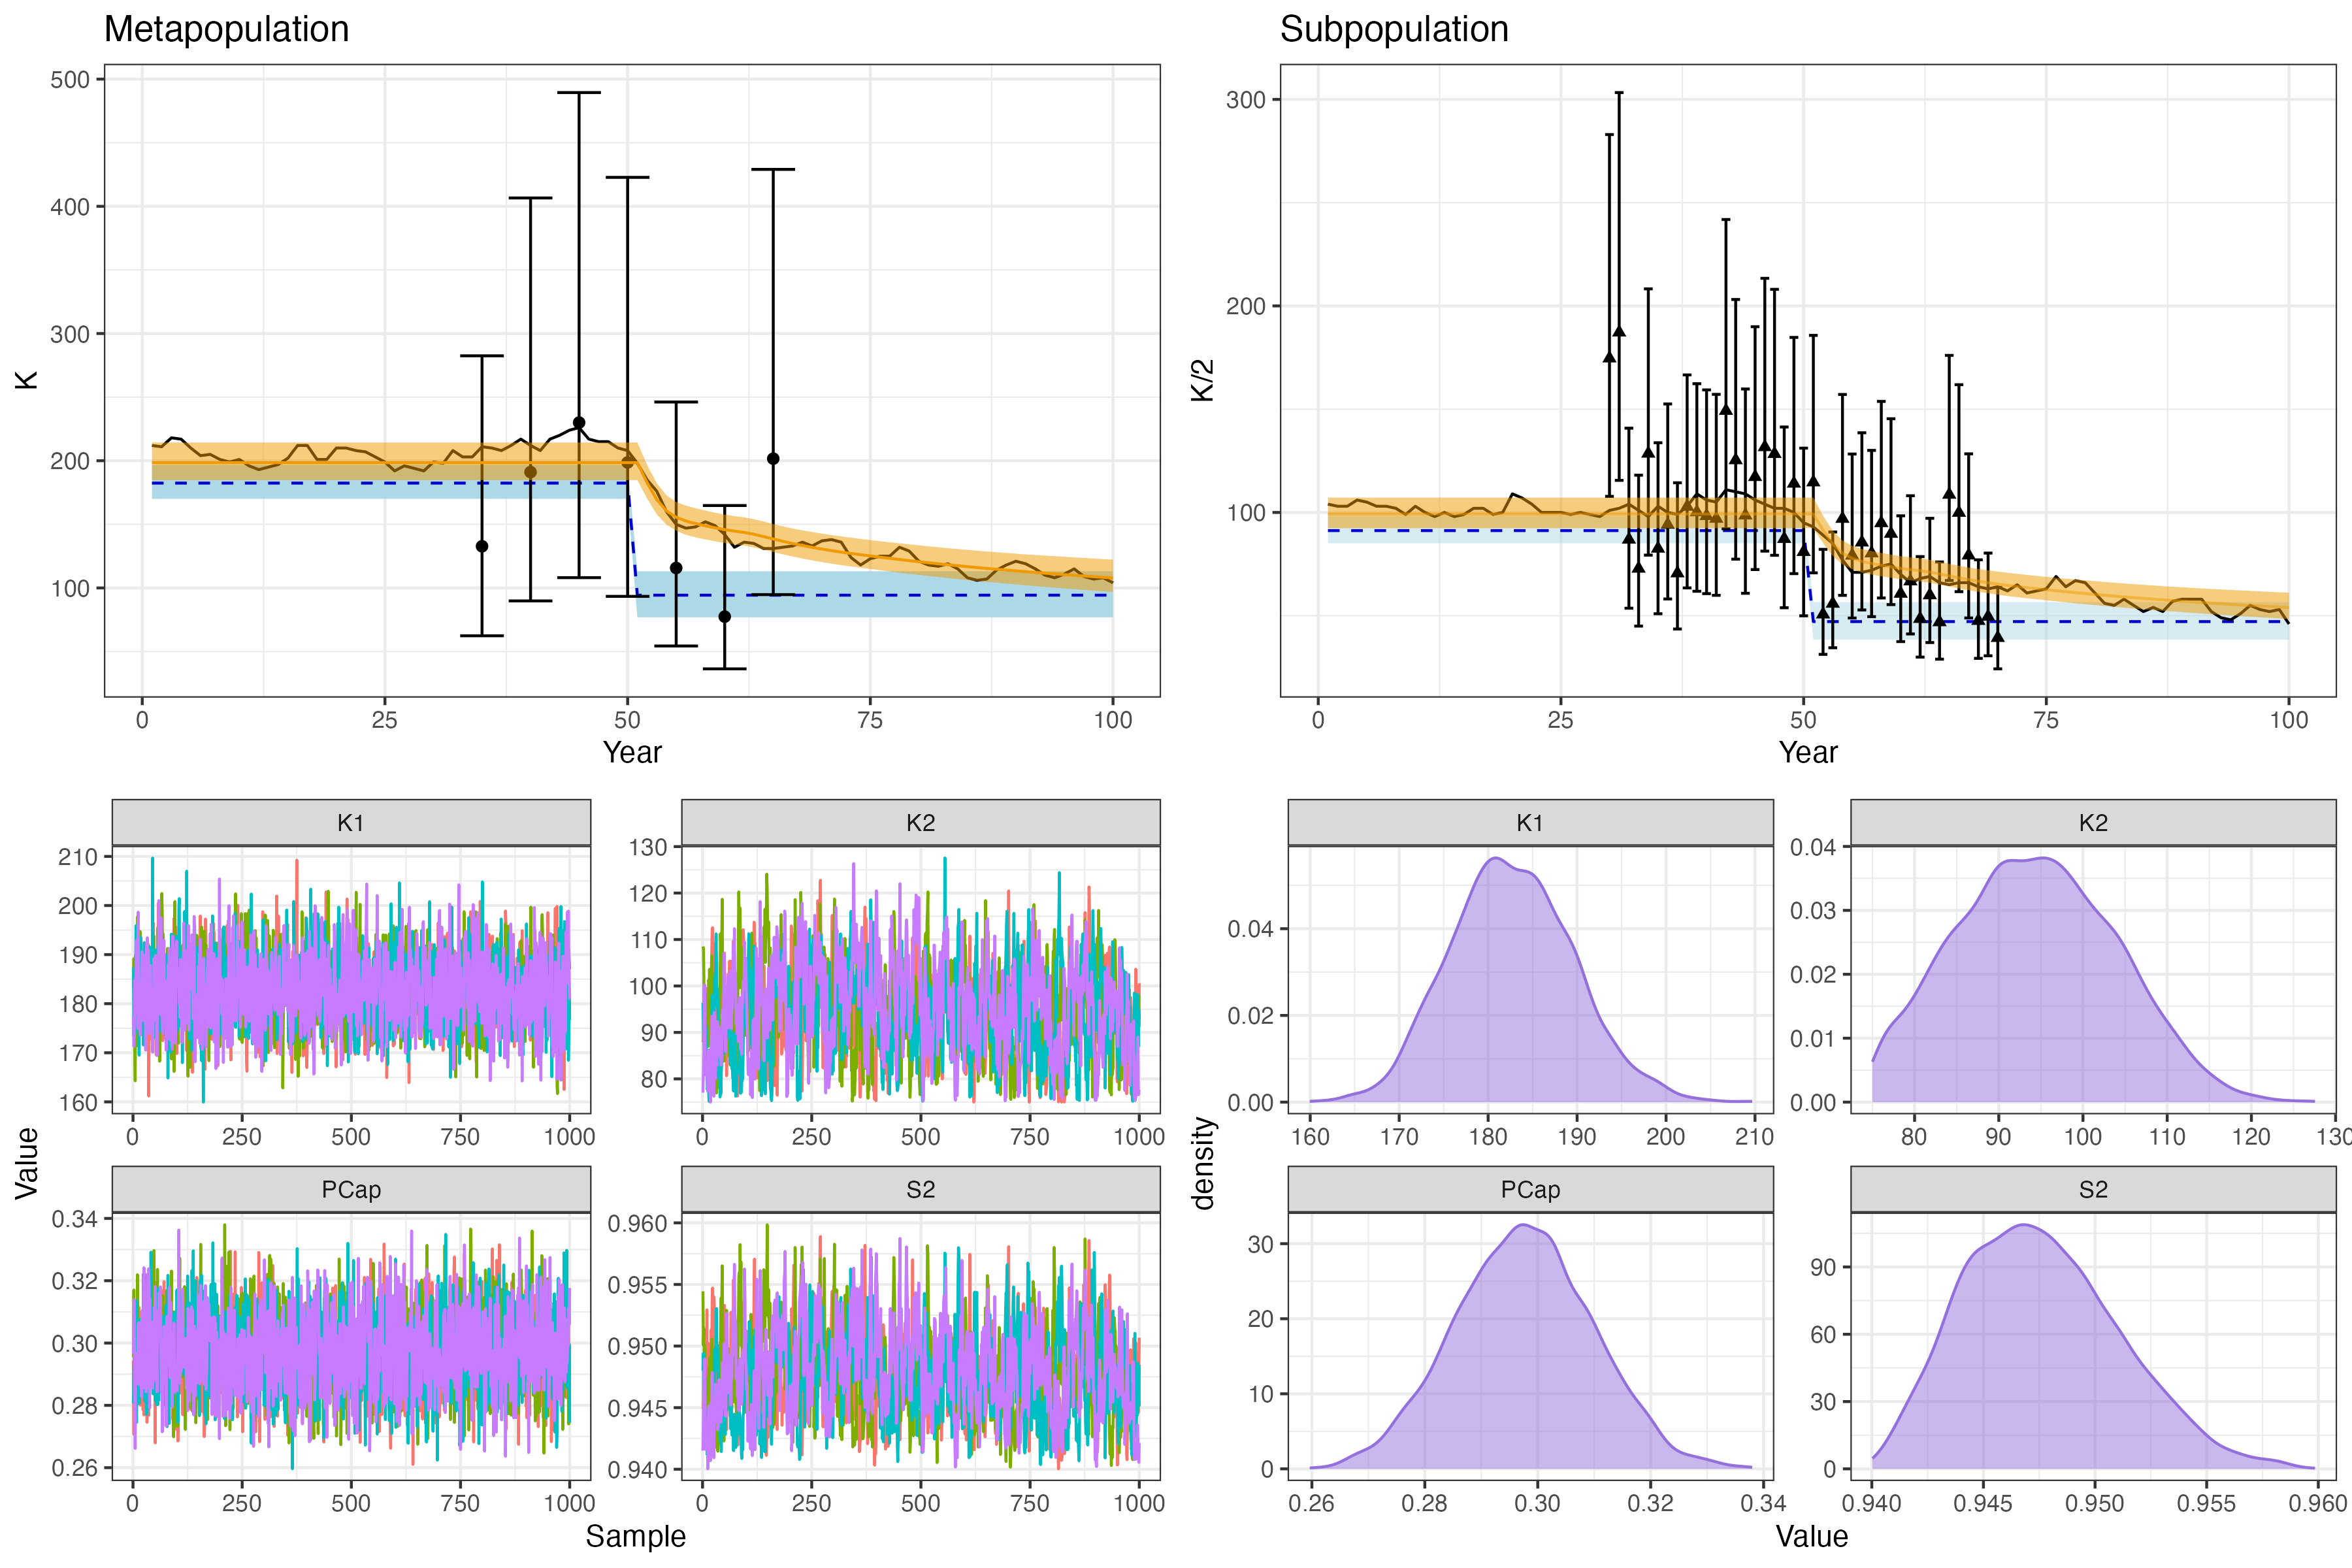 Metapopulation
500
400
300
200
100
K
0 25 50 75 100
Year
Subpopulation
300
200
100
K/2
0 25 50 75 100
Year
K1
210
200
190
180
170
160
0 250 500 750 1000
K2
130
120
110
100
90
80
0 250 500 750 1000
Value
PCap
0.34
0.32
0.30
0.28
0.26
0 250 500 750 1000
S2
0.960
0.955
0.950
0.945
0.940
0 250 500 750 1000
Sample
K1
0.04
0.02
0.00
160 170 180 190 200 210
K2
0.04
0.03
0.02
0.01
0.00
80 90 100 110 120 130
density
PCap
30
20
10
0
0.26 0.28 0.30 0.32 0.34
S2
90
60
30
0
0.940 0.945 0.950 0.955 0.960
Value